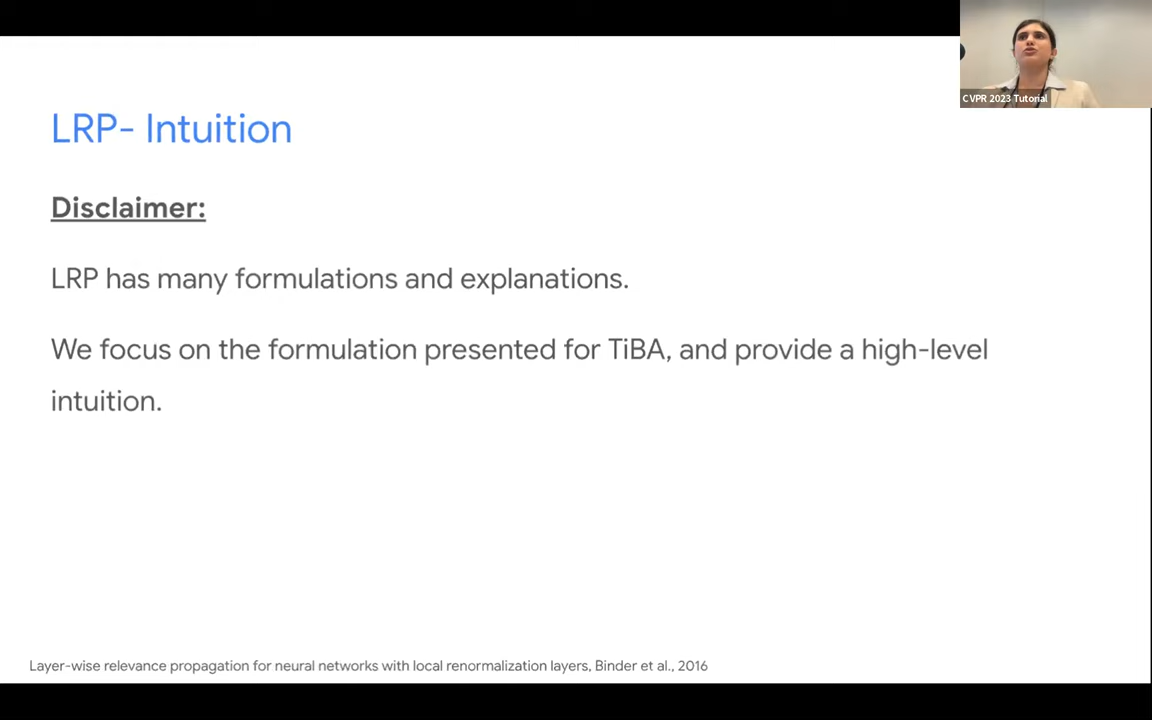 CVPR 2023 Tutorial
LRP- Intuition
Disclaimer:
LRP has many formulations and explanations.
We focus on the formulation presented for TiBA, and provide a high-level
intuition.
Layer-wise relevance propagation for neural networks with local renormalization layers, Binder et al., 2016